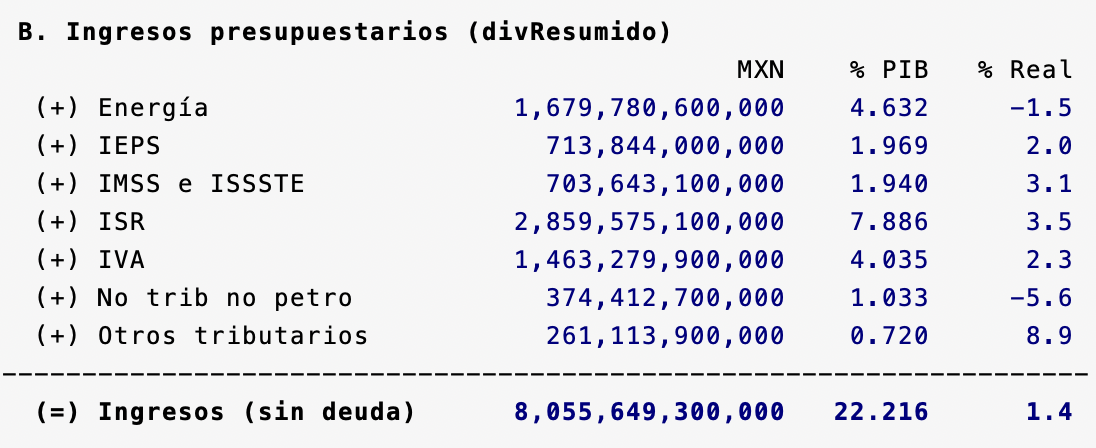 B. Ingresos presupuestarios (divResumido)
MXN % PIB % Real
(+) Energía 1,679,780,600,000 4.632 -1.5
(+) IEPS 713,844,000,000 1.969 2.0
(+) IMSS e ISSSTE 703,643,100,000 1.940 3.1
(+) ISR 2,859,575,100,000 7.886 3.5
(+) IVA 1,463,279,900,000 4.035 2.3
(+) No trib no petro 374,412,700,000 1.033 -5.6
(+) Otros tributarios 261,113,900,000 0.720 8.9
--------------------------------------------------------------------
(=) Ingresos (sin deuda) 8,055,649,300,000 22.216 1.4